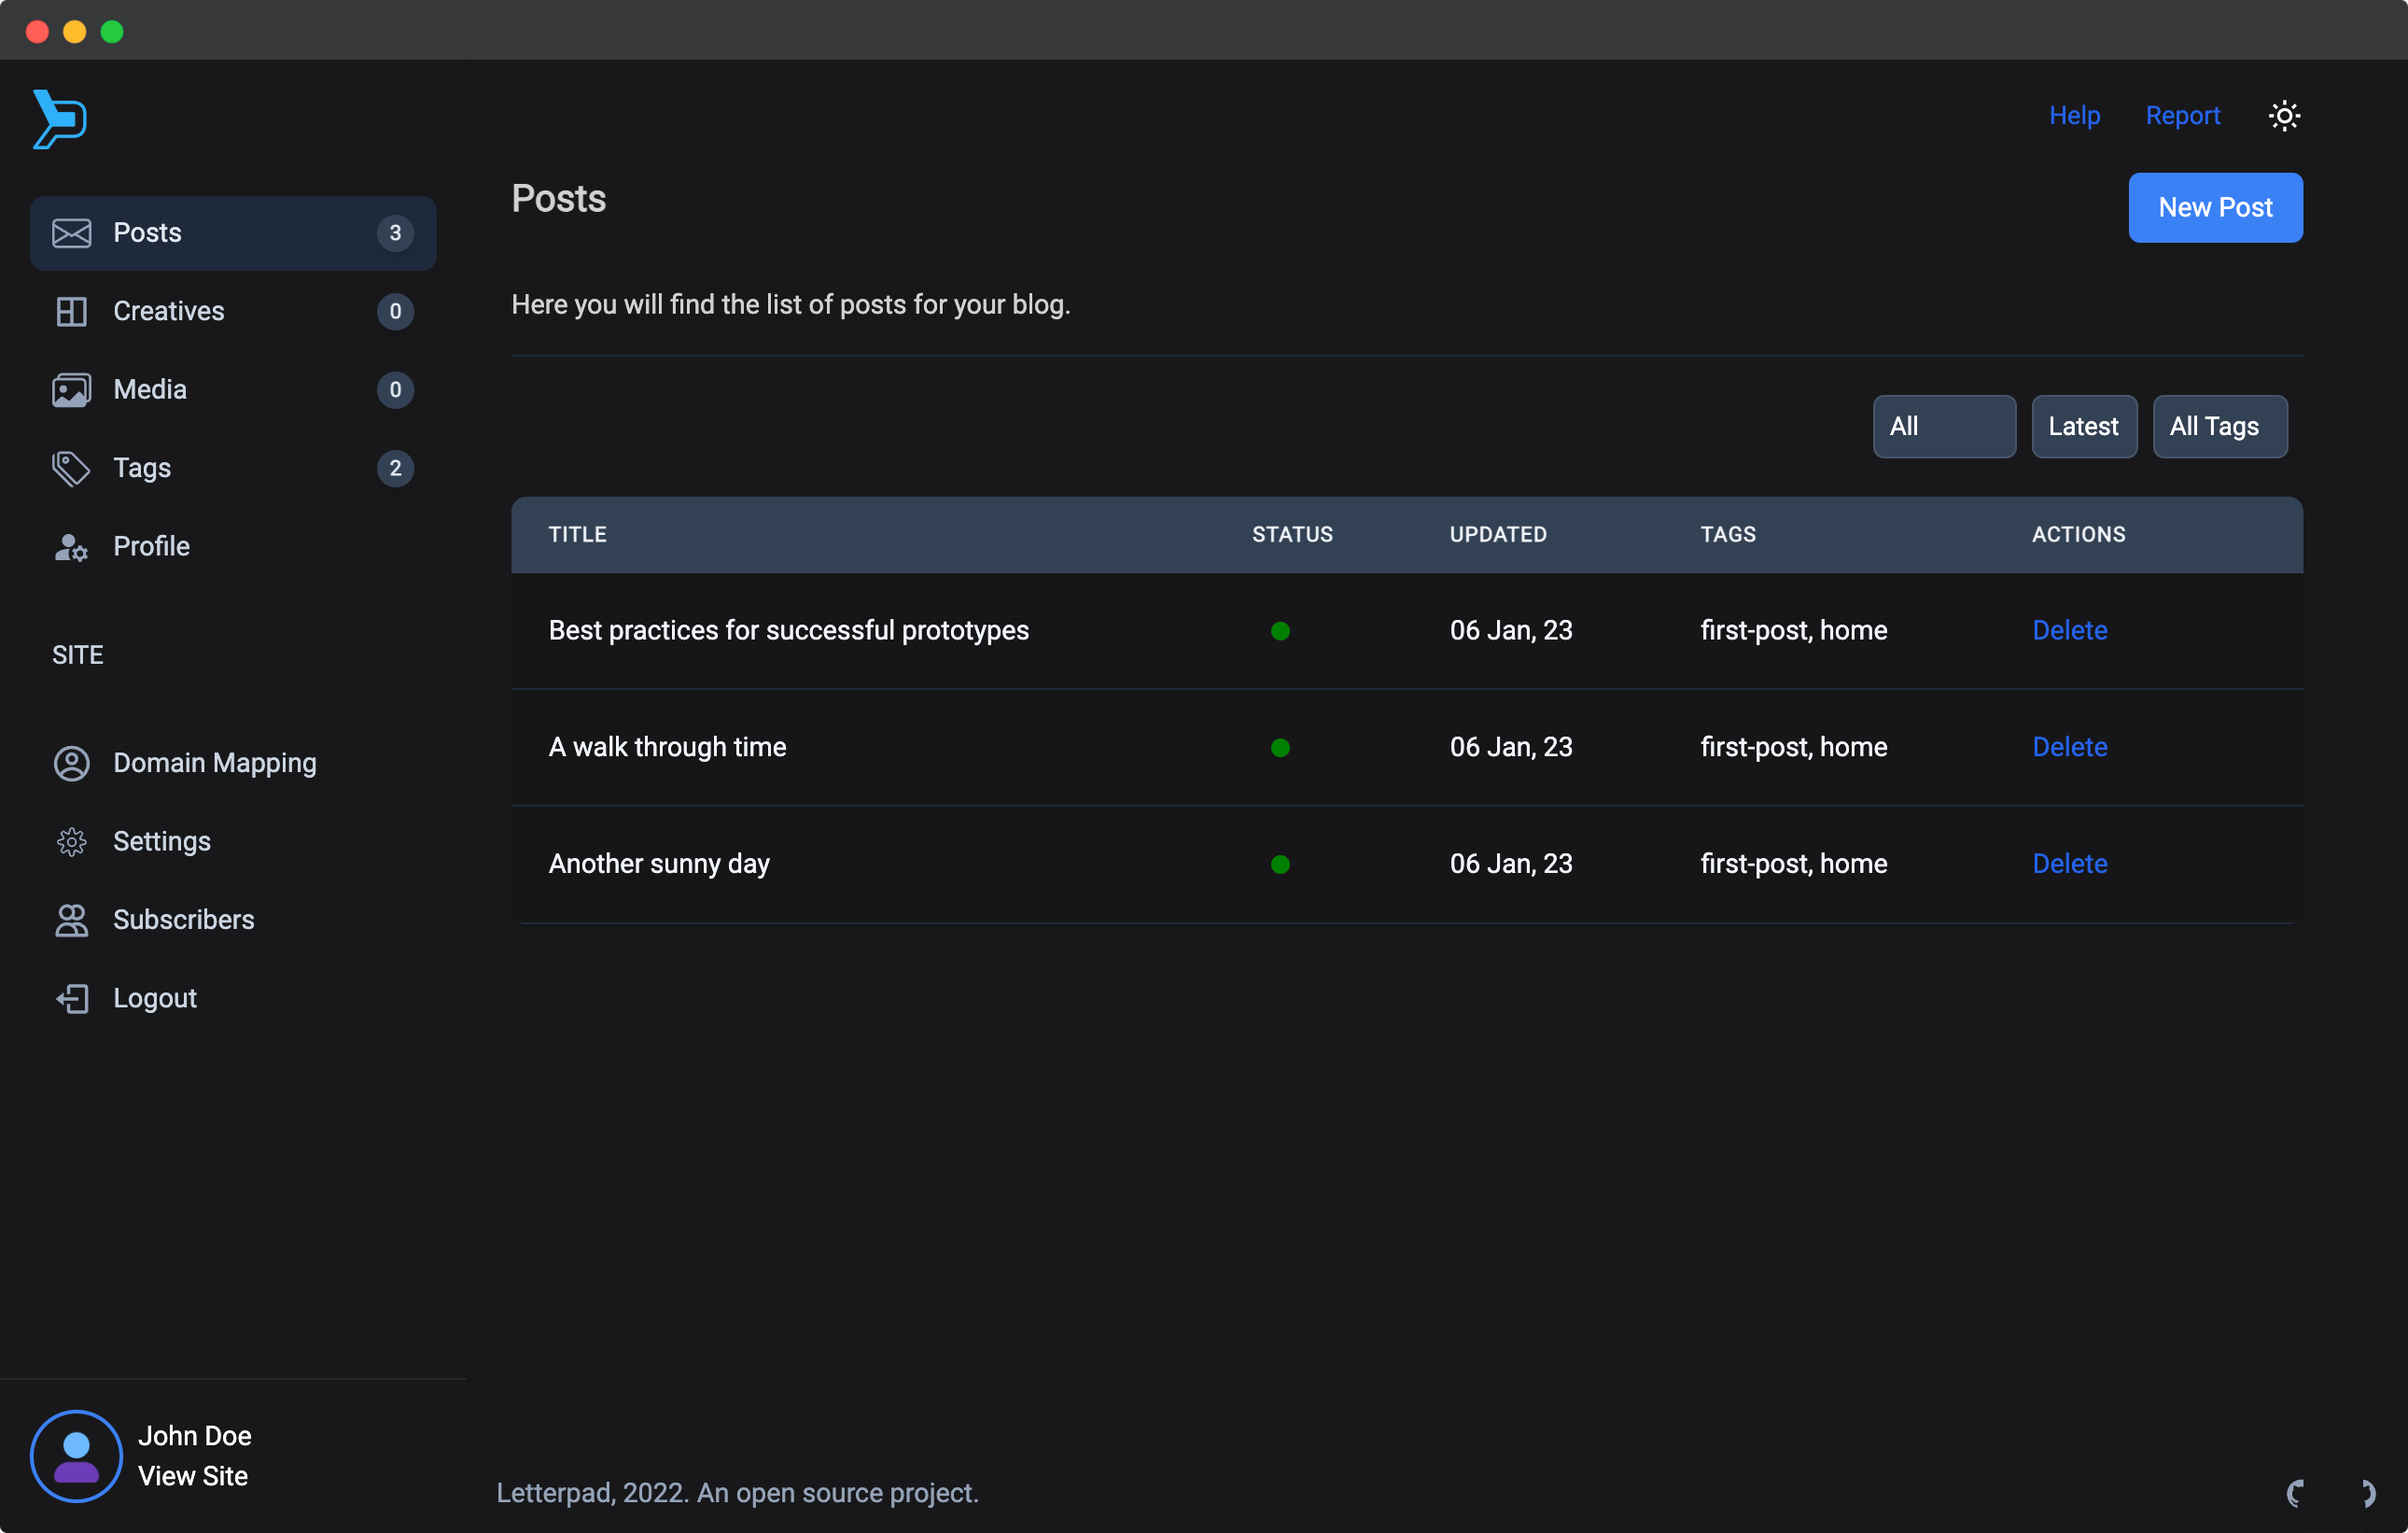 Help Report
Posts 3
Creatives 0
Media 0
Tags 2
Profile
SITE
Domain Mapping
Settings
Subscribers
Logout
John Doe
View Site
Posts
New Post
Here you will find the list of posts for your blog.
All Latest All Tags
TITLE STATUS UPDATED TAGS ACTIONS
Best practices for successful prototypes 06 Jan, 23 first-post, home Delete
A walk through time 06 Jan, 23 first-post, home Delete
Another sunny day 06 Jan, 23 first-post, home Delete
Letterpad, 2022. An open source project.